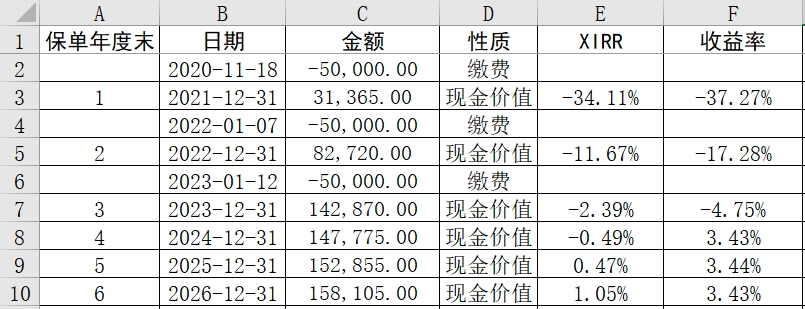 A B C D E F
1 保单年度末 日期 金额 性质 XIRR 收益率
2 2020-11-18 -50,000.00 缴费
3 1 2021-12-31 31,365.00 现金价值 -34.11% -37.27%
4 2022-01-07 -50,000.00 缴费
5 2 2022-12-31 82,720.00 现金价值 -11.67% -17.28%
6 2023-01-12 -50,000.00 缴费
7 3 2023-12-31 142,870.00 现金价值 -2.39% -4.75%
8 4 2024-12-31 147,775.00 现金价值 -0.49% 3.43%
9 5 2025-12-31 152,855.00 现金价值 0.47% 3.44%
10 6 2026-12-31 158,105.00 现金价值 1.05% 3.43%